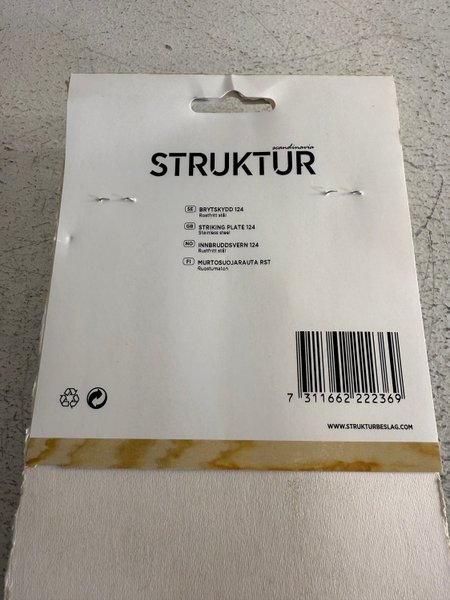 scandinavia
STRUKTUR
SE BRYTSKYDD 124
Rostfritt stål
GB STRIKING PLATE 124
Stainless steel
NO INNBRUDDSVERN 124
Rustfritt stål
FI MURTOSUOJARAUTA RST
Ruostumaton
7 311662 222369
WWW.STRUKTURBESLAG.COM